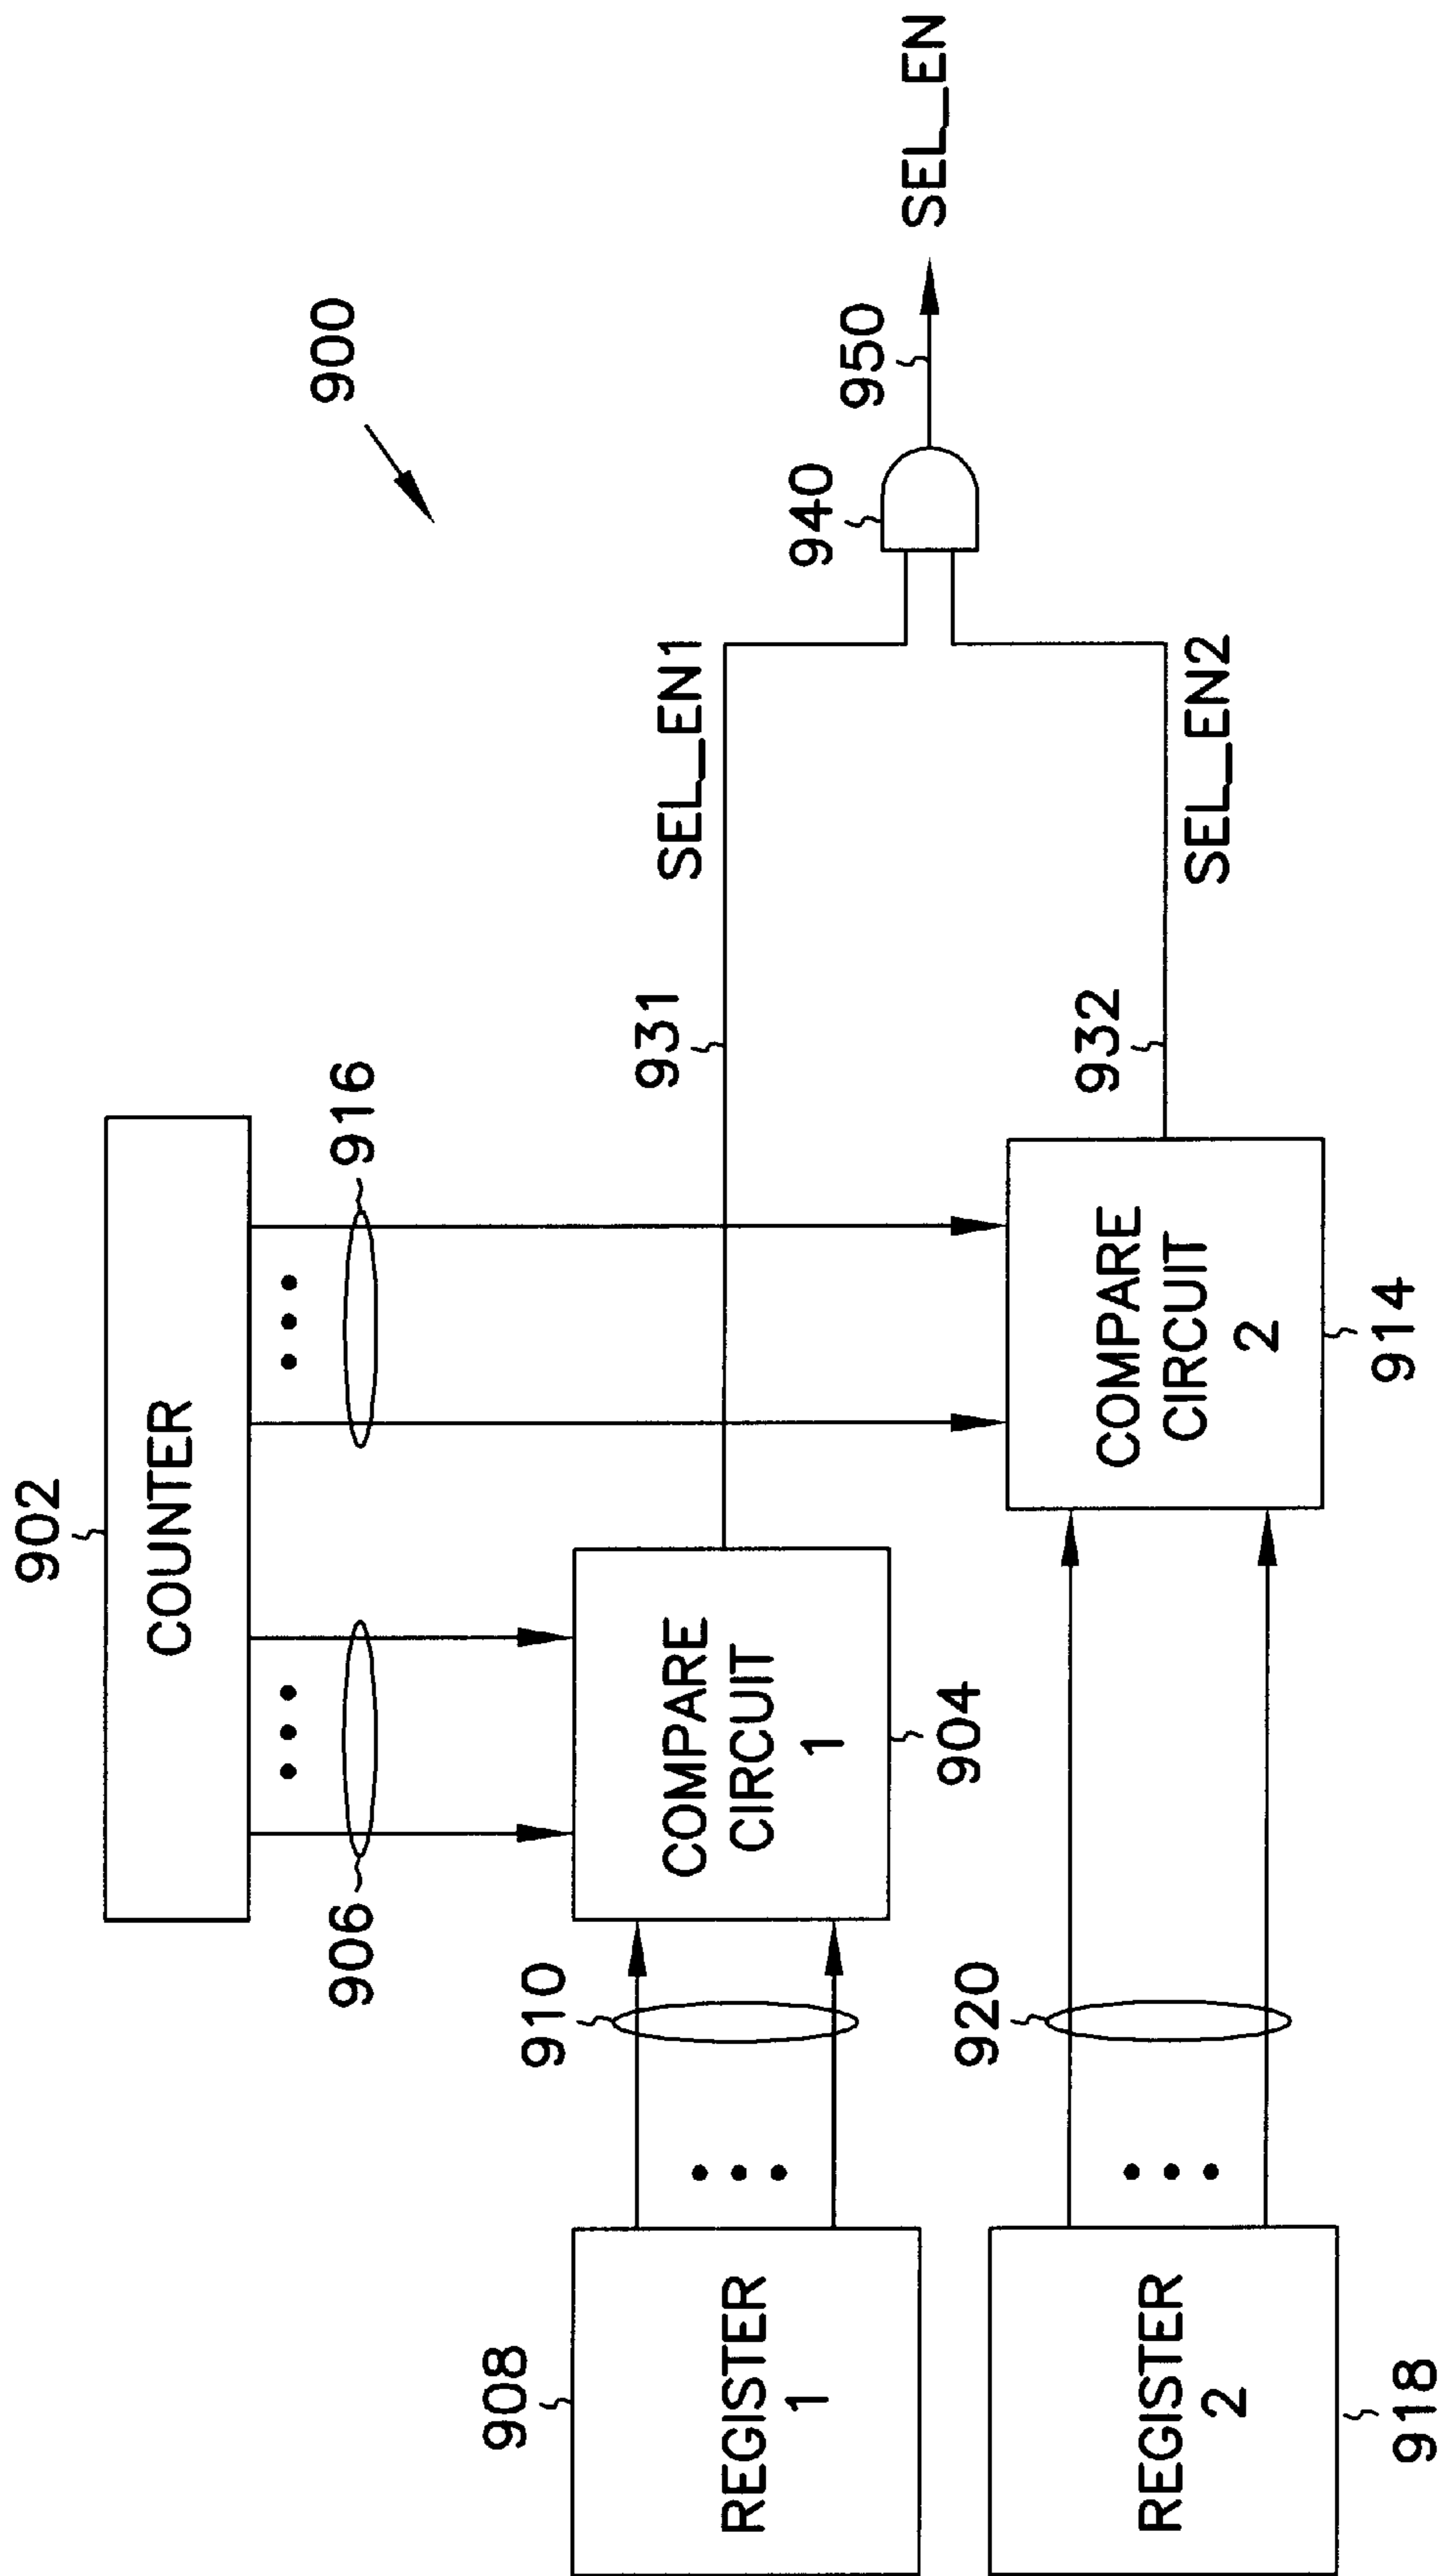 900
902
COUNTER
906
916
908
REGISTER
1
910
COMPARE
CIRCUIT
1
904
931
SEL_EN1
940
950
SEL_EN
918
REGISTER
2
920
COMPARE
CIRCUIT
2
914
932
SEL_EN2